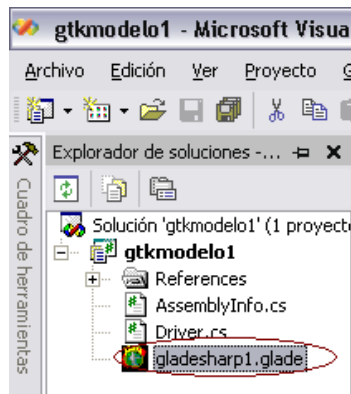 gtkmodelo1 - Microsoft Visua
Archivo Edición Ver Proyecto G
Explorador de soluciones -...
Cuadro de herramientas
Solución 'gtkmodelo1' (1 proyecto
gtkmodelo1
References
AssemblyInfo.cs
Driver.cs
gladesharp1.glade